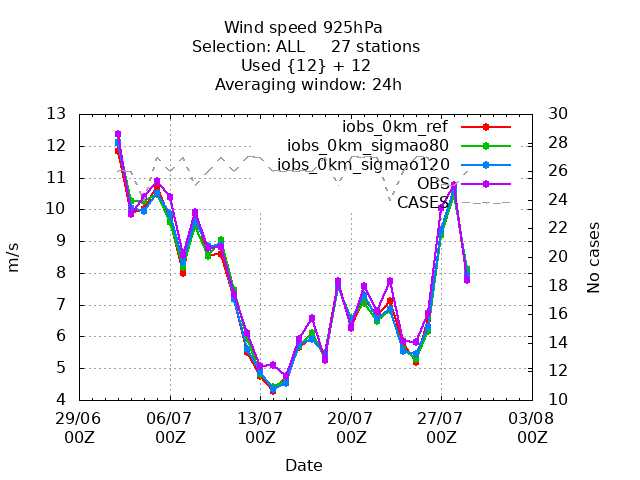 Wind speed 925hPa
Selection: ALL     27 stations
Used {12} + 12
Averaging window: 24h
13 30
iobs_0km_ref
12 28
iobs_0km_sigmao80
iobs_0km_sigmao120
11 26
OBS
10 24
CASES
9 22
8 20
7 18
6 16
5 14
4 12
10
m/s
No cases
29/06 06/07 13/07 20/07 27/07 03/08
00Z 00Z 00Z 00Z 00Z 00Z
Date